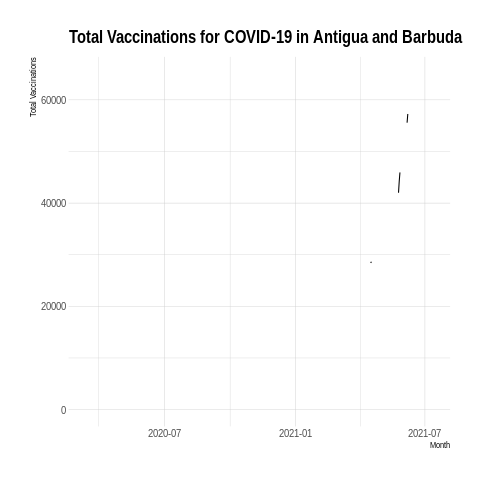 Total Vaccinations for COVID-19 in Antigua and Barbuda
Total Vaccinations
60000
40000
20000
0
2020-07
2021-01
2021-07
Month